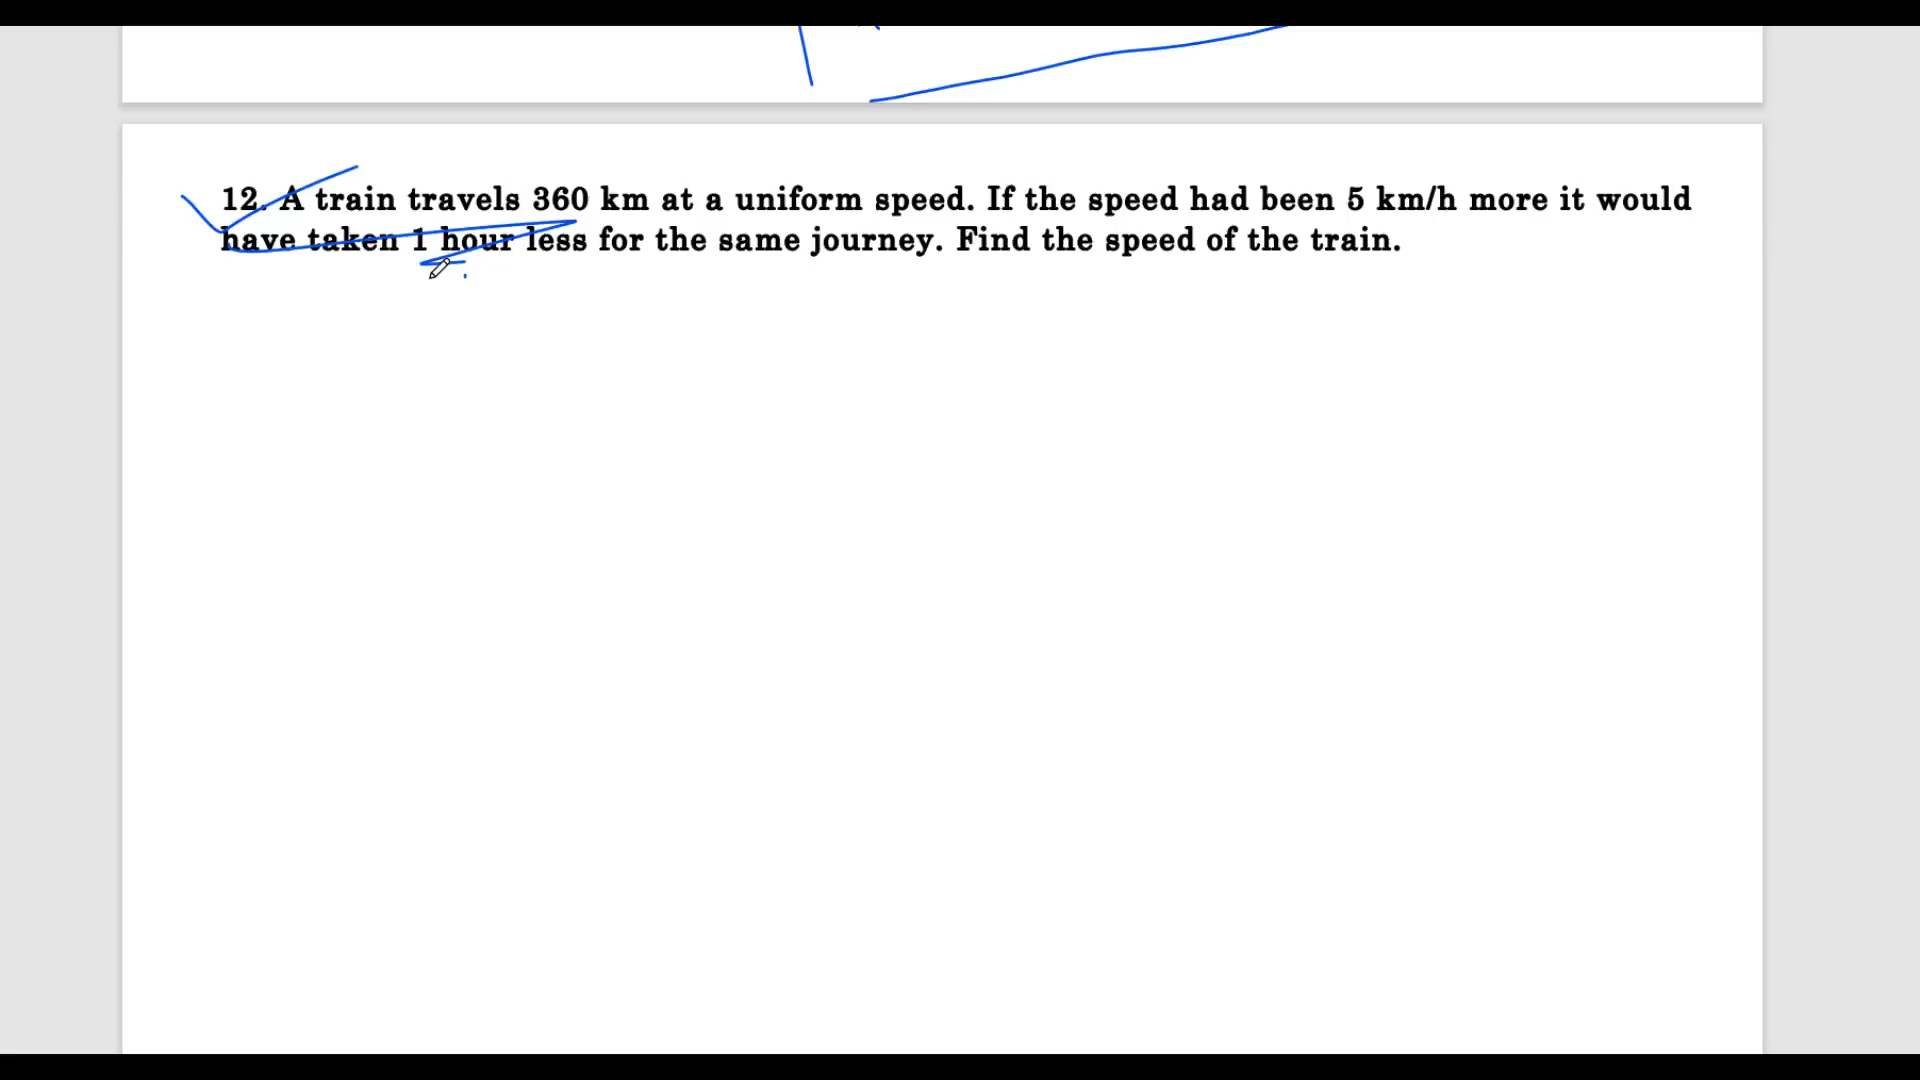 12. A train travels 360 km at a uniform speed. If the speed had been 5 km/h more it would
have taken 1 hour less for the same journey. Find the speed of the train.